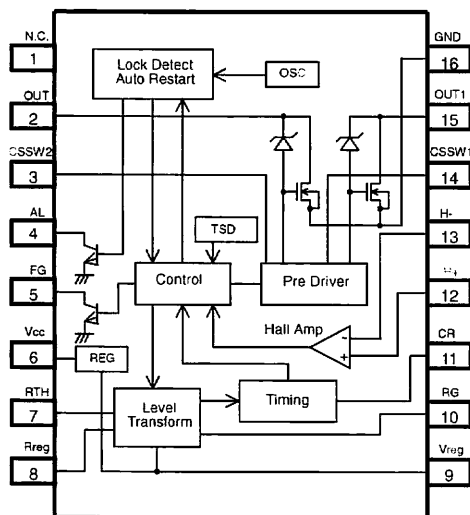 N.C.
1
GND
16
Lock Detect
Auto Restart
OSC
OUT
2
OUT1
15
CSSW2
3
CSSW1
14
AL
4
H-
13
TSD
FG
5
Control
Pre Driver
H+
12
Hall Amp
-
+
Vcc
6
REG
CR
11
RTH
7
Level
Transform
Timing
RG
10
Rreg
8
Vreg
9